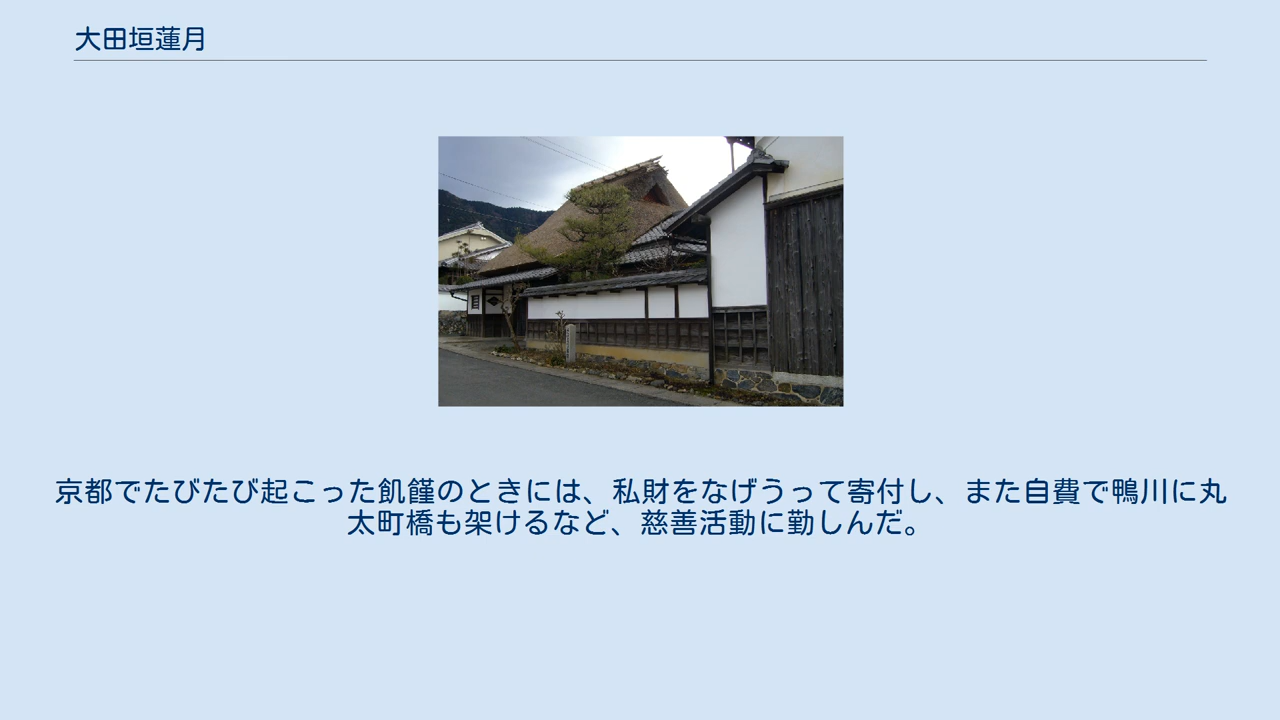 大田垣蓮月
京都でたびたび起こった飢饉のときには、私財をなげうって寄付し、また自費で鴨川に丸
太町橋も架けるなど、慈善活動に勤しんだ。